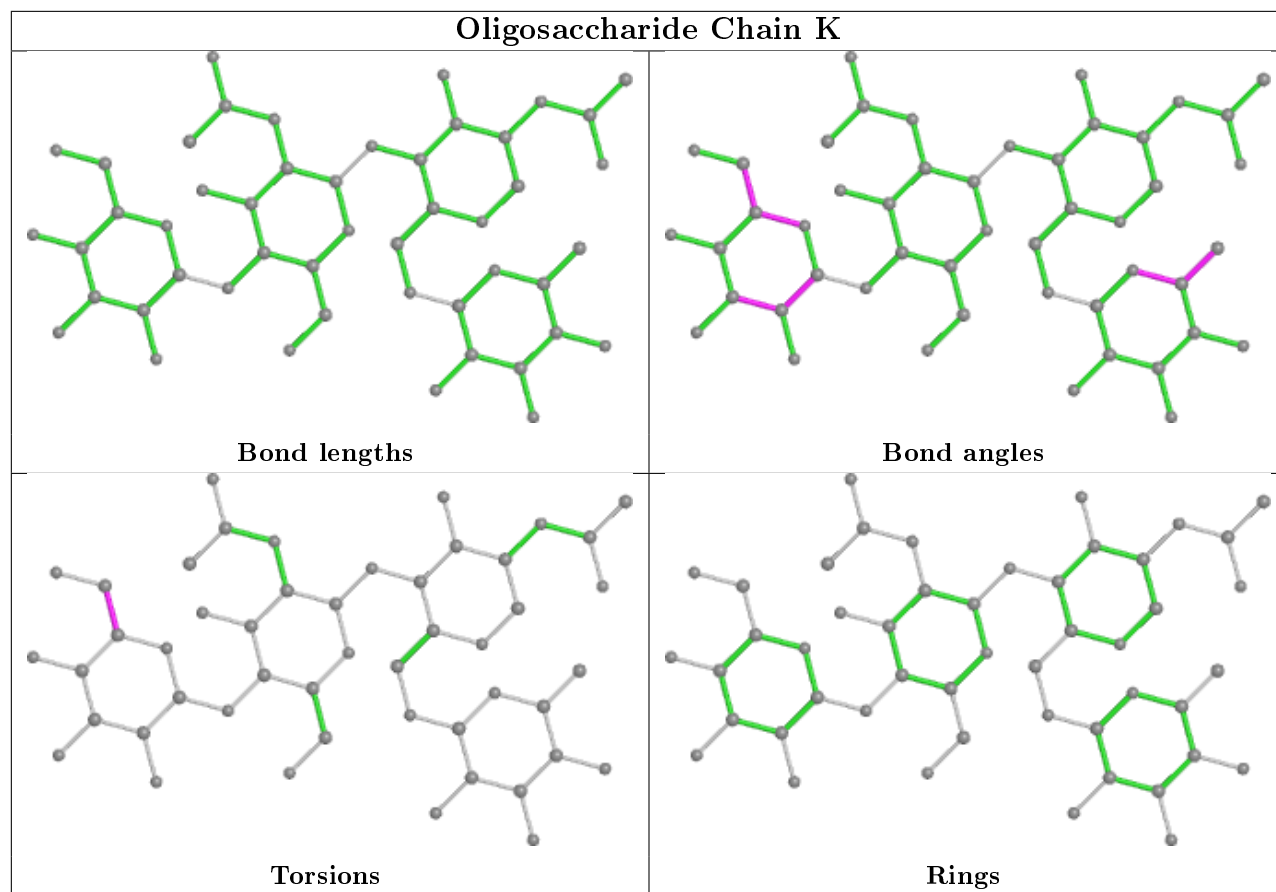 Oligosaccharide Chain K
Bond lengths
Bond angles
Torsions
Rings